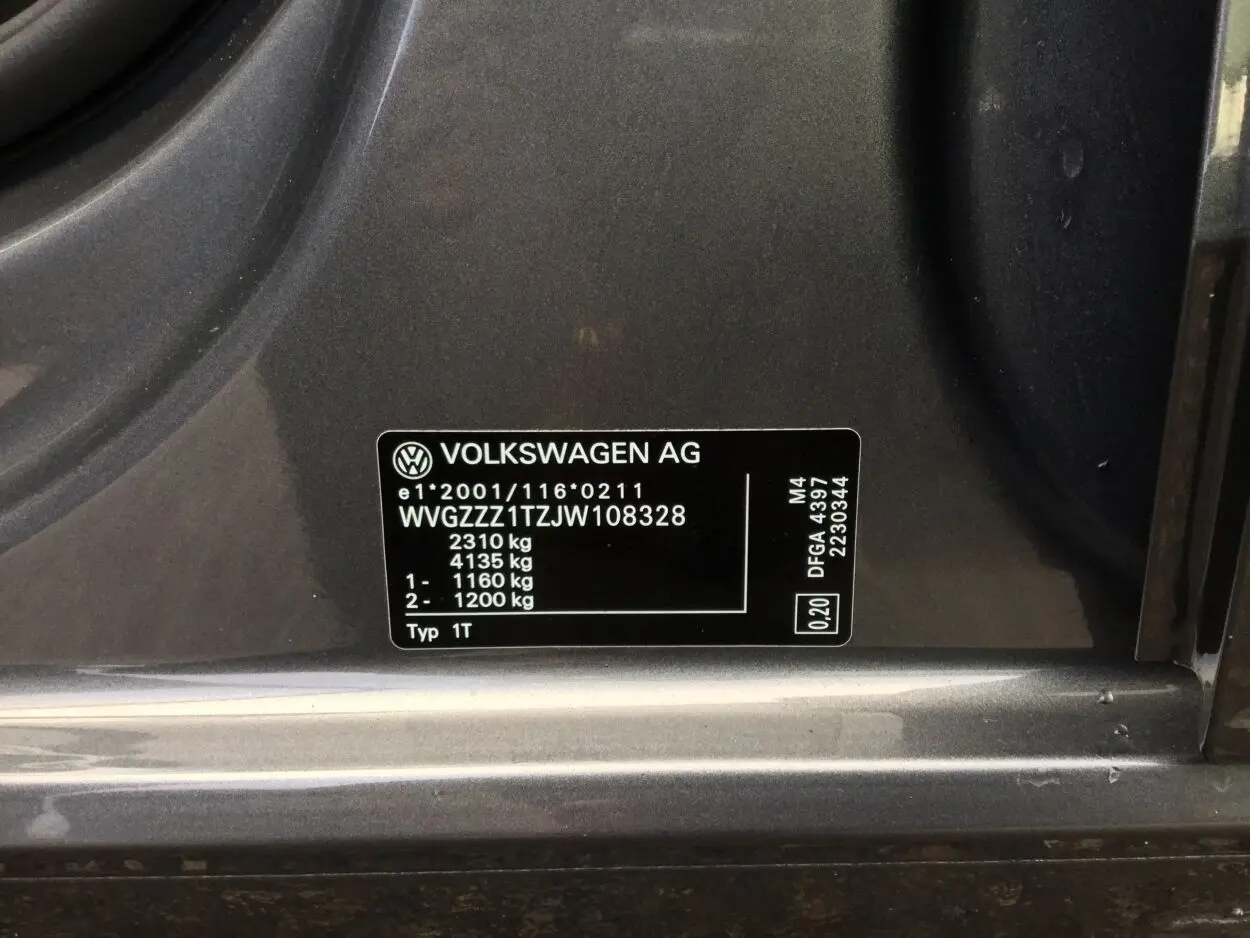 VOLKSWAGEN AG
e1*2001/116*0211
WVGZZZ1TZJW108328
2310 kg
4135 kg
1- 1160 kg
2- 1200 kg
Typ 1T
M4
DFGA 4397
2230344
0,20